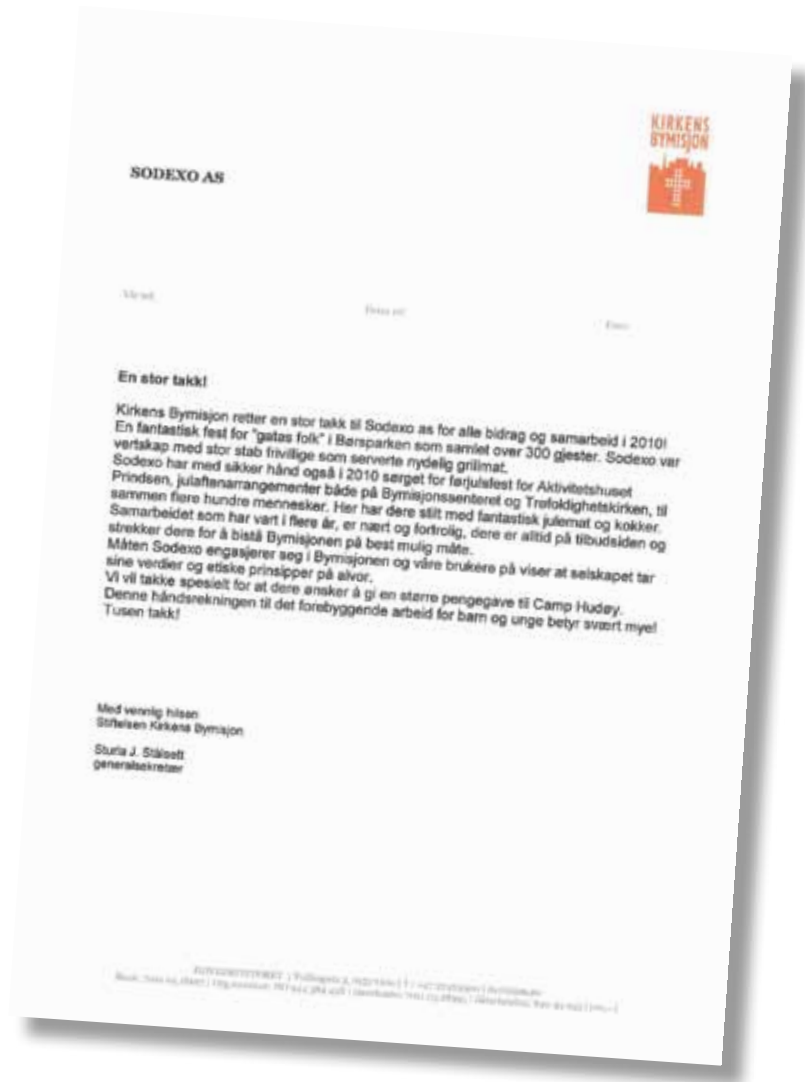 KIRKENS
BYMISJON
SODEXO AS
En stor takk!
Kirkens Bymisjon retter en stor takk til Sodexo as for alle bidrag og samarbeid i 2010!
En fantastisk fest for "gatas folk" i Børsparken som samlet over 300 gjester. Sodexo var
vertskap med stor stab frivillige som serverte nydelig grillmat.
Sodexo har med sikker hånd også i 2010 sørget for førjulsfest for Aktivitetshuset
Prindsen, julaftenarrangementer både på Bymisjonssenteret og Trefoldighetskirken, til
sammen flere hundre mennesker. Her har dere stilt med fantastisk julemat og kokker.
Samarbeidet som har vart i flere år, er nært og fortrolig, dere er alltid på tilbudsiden og
strekker dere for å bistå Bymisjonen på best mulig måte.
Måten Sodexo engasjerer seg i Bymisjonen og våre brukere på viser at selskapet tar
sine verdier og etiske prinsipper på alvor.
Vi vil takke spesielt for at dere ønsker å gi en større pengegave til Camp Hudøy.
Denne håndsrekningen til det forebyggende arbeid for barn og unge betyr svært mye!
Tusen takk!
Med vennlig hilsen
Stiftelsen Kirkens Bymisjon
Sturla J. Stålsett
generalsekretær